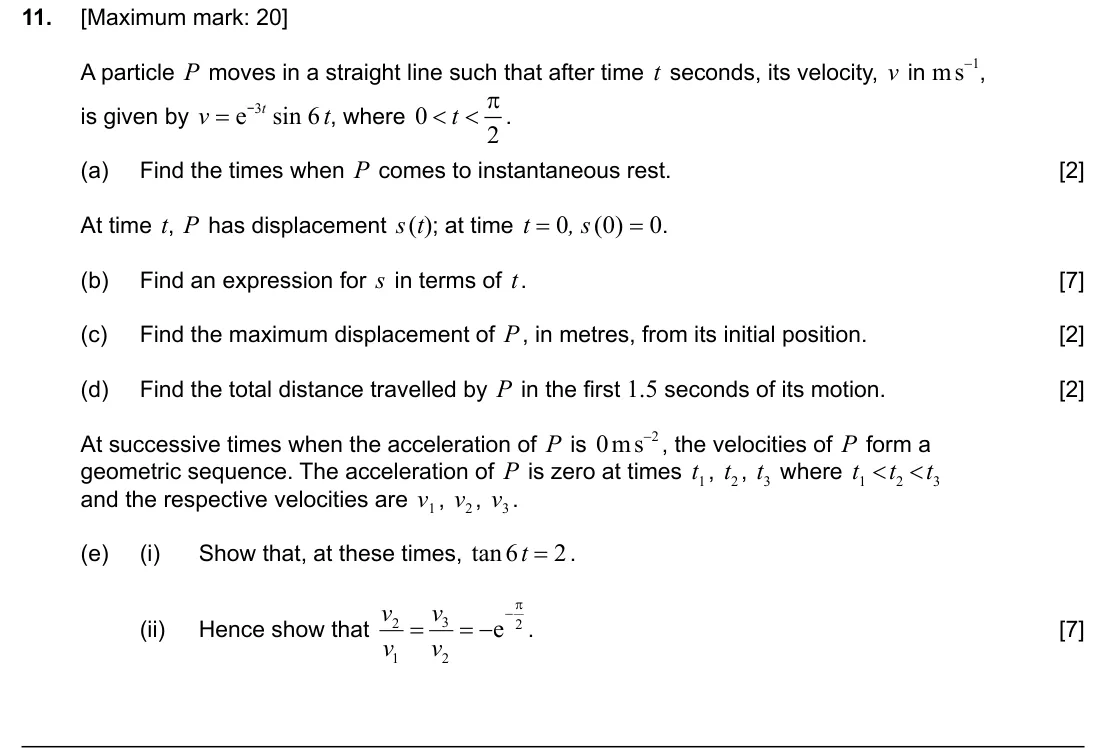 11. [Maximum mark: 20]
A particle P moves in a straight line such that after time t seconds, its velocity, v in m s⁻¹,
is given by v = e⁻³ᵗ sin 6t, where 0 < t < π/2.
(a) Find the times when P comes to instantaneous rest. [2]
At time t, P has displacement s(t); at time t = 0, s(0) = 0.
(b) Find an expression for s in terms of t. [7]
(c) Find the maximum displacement of P, in metres, from its initial position. [2]
(d) Find the total distance travelled by P in the first 1.5 seconds of its motion. [2]
At successive times when the acceleration of P is 0 m s⁻², the velocities of P form a
geometric sequence. The acceleration of P is zero at times t₁, t₂, t₃ where t₁ < t₂ < t₃
and the respective velocities are v₁, v₂, v₃.
(e) (i) Show that, at these times, tan 6t = 2.
(ii) Hence show that v₂/v₁ = v₃/v₂ = −e^(−π/2). [7]